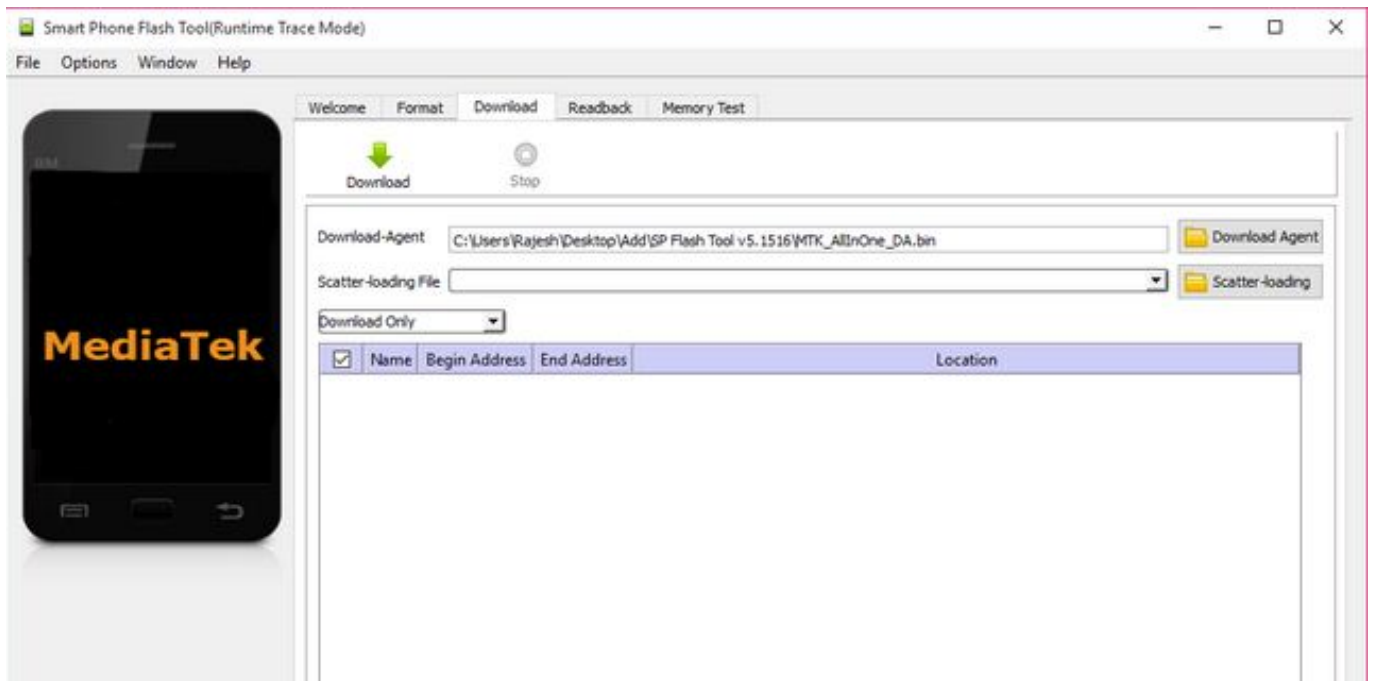 Smart Phone Flash Tool(Runtime Trace Mode)
File Options Window Help
Welcome Format Download Readback Memory Test
Download Stop
Download-Agent C:\Users\Rajesh\Desktop\Add\SP Flash Tool v5.1516\MTK_AllInOne_DA.bin Download Agent
Scatter-loading File Scatter-loading
Download Only
Name Begin Address End Address Location
MediaTek